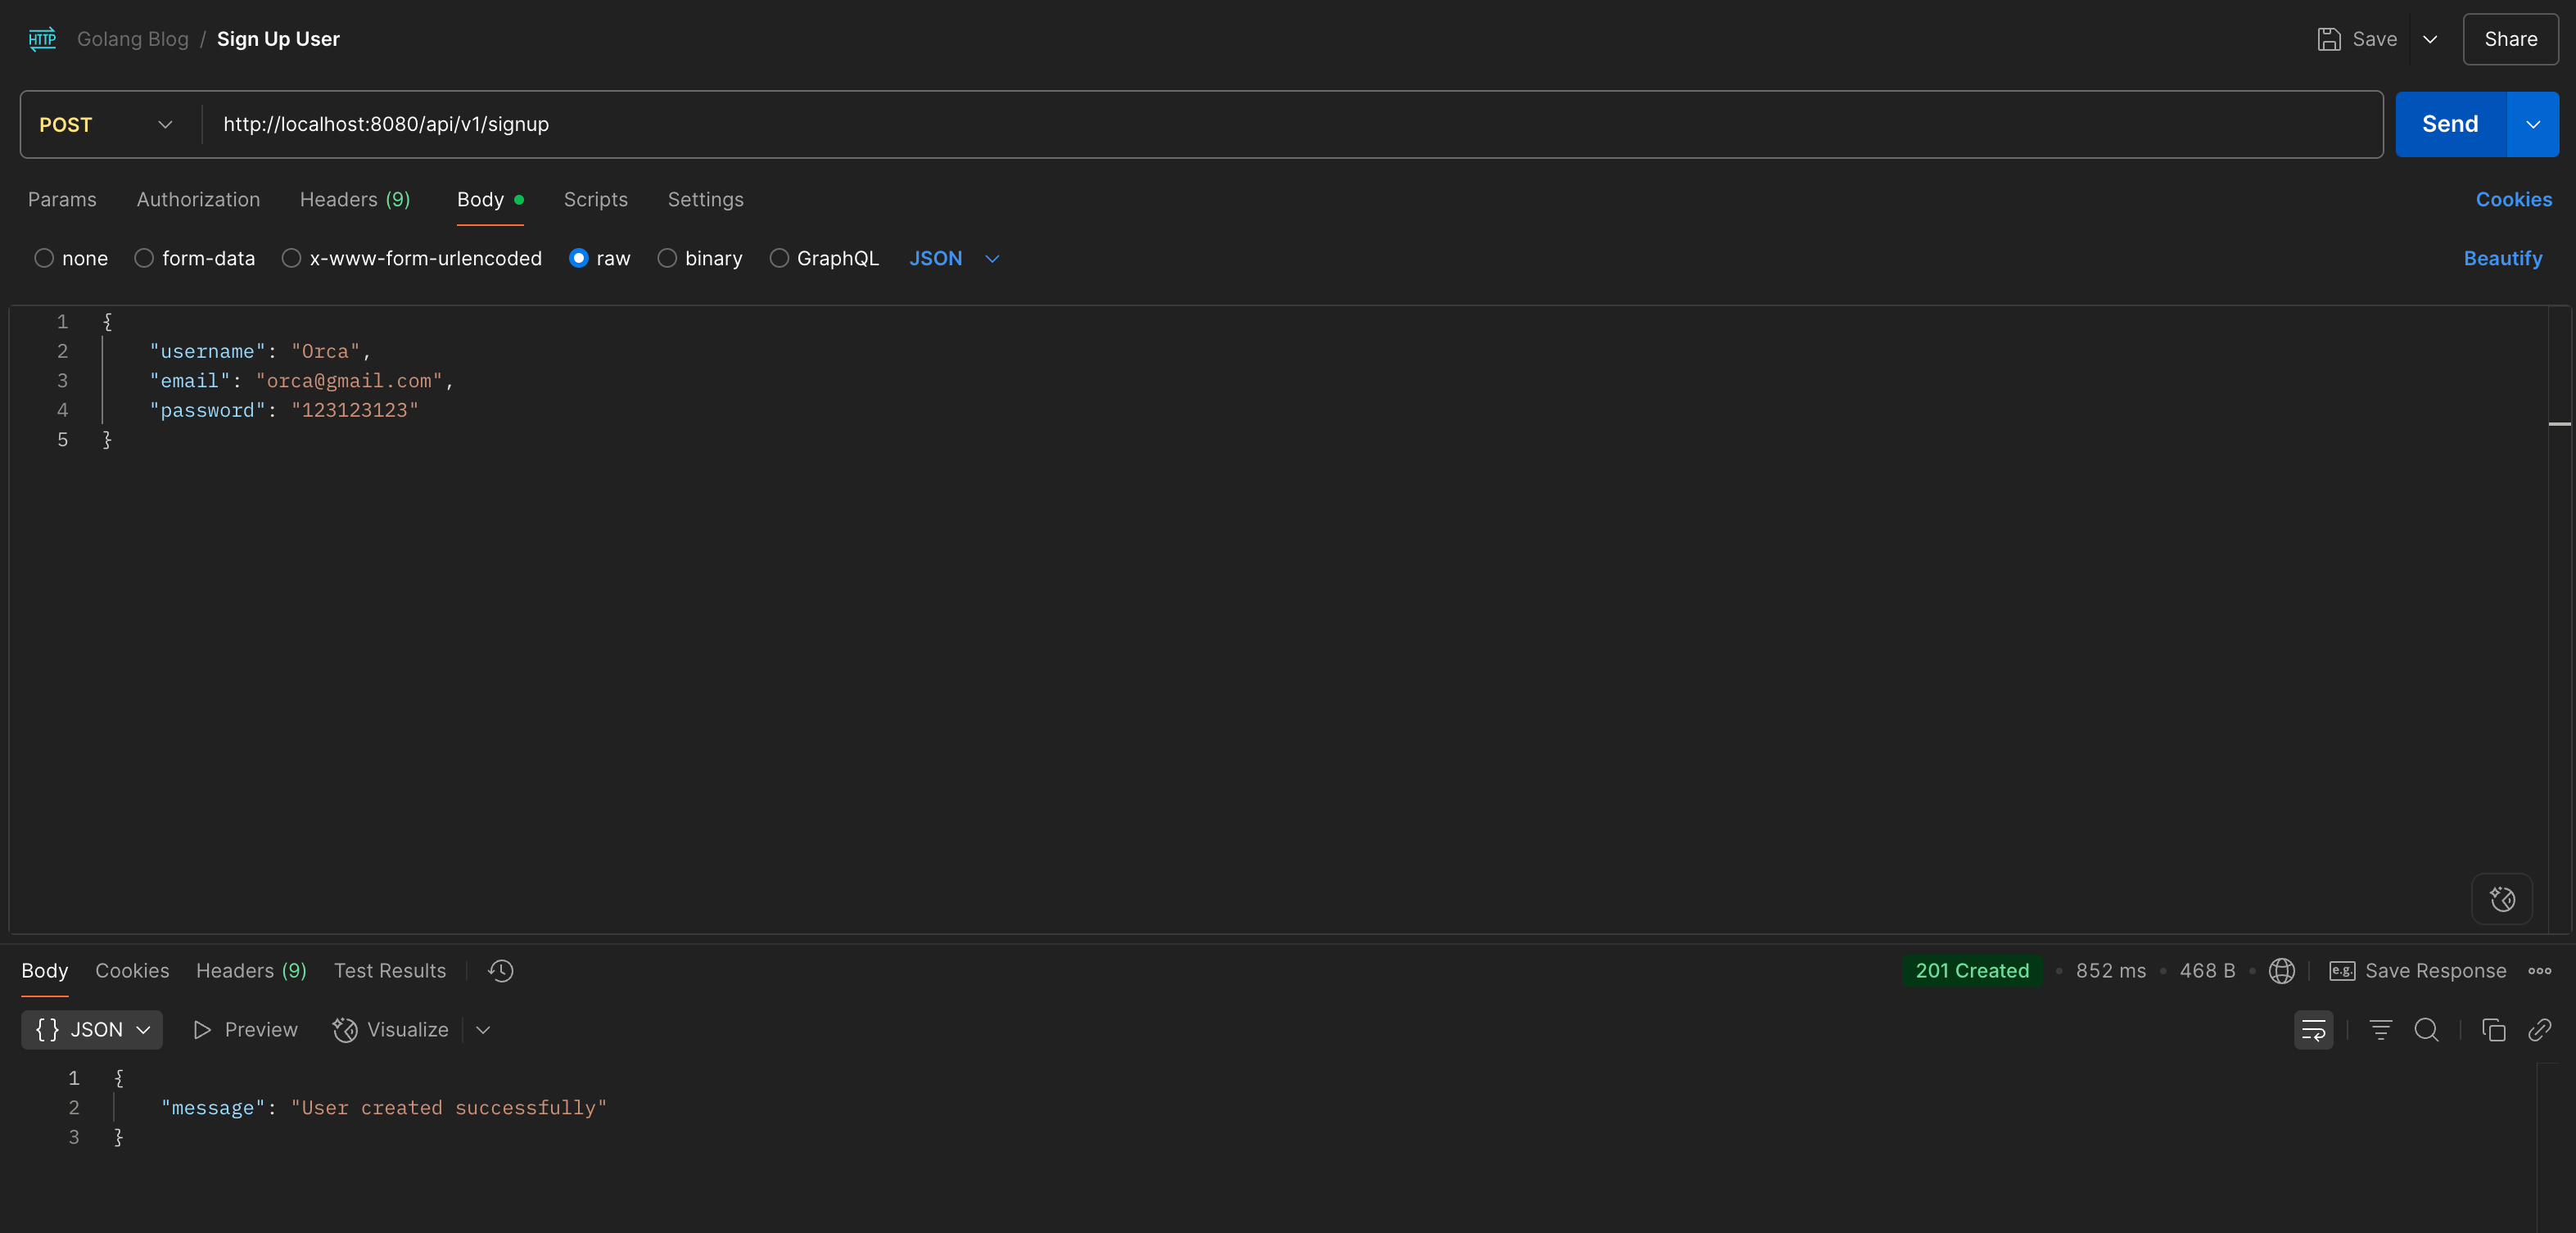 HTTP Golang Blog / Sign Up User Save Share
POST http://localhost:8080/api/v1/signup Send
Params Authorization Headers (9) Body Scripts Settings Cookies
none form-data x-www-form-urlencoded raw binary GraphQL JSON Beautify
1 {
2 "username": "Orca",
3 "email": "orca@gmail.com",
4 "password": "123123123"
5 }
Body Cookies Headers (9) Test Results 201 Created • 852 ms • 468 B • e.g. Save Response
{} JSON Preview Visualize
1 {
2 "message": "User created successfully"
3 }